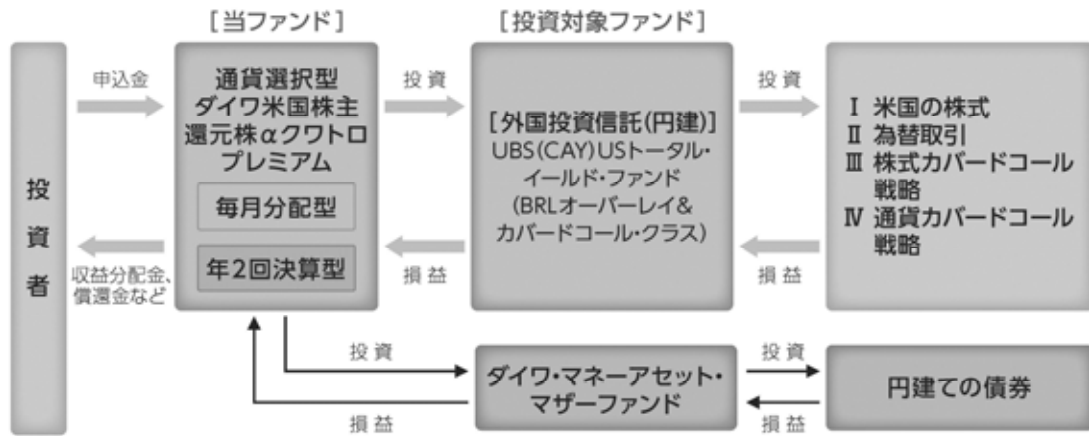 [当ファンド]
[投資対象ファンド]
投資者
申込金
収益分配金、
償還金など
通貨選択型
ダイワ米国株主
還元株αクワトロ
プレミアム
毎月分配型
年2回決算型
投資
損益
[外国投資信託(円建)]
UBS(CAY)USトータル・
イールド・ファンド
(BRLオーバーレイ&
カバードコール・クラス)
投資
損益
Ⅰ 米国の株式
Ⅱ 為替取引
Ⅲ 株式カバードコール
戦略
Ⅳ 通貨カバードコール
戦略
投資
損益
ダイワ・マネーアセット・
マザーファンド
投資
損益
円建ての債券